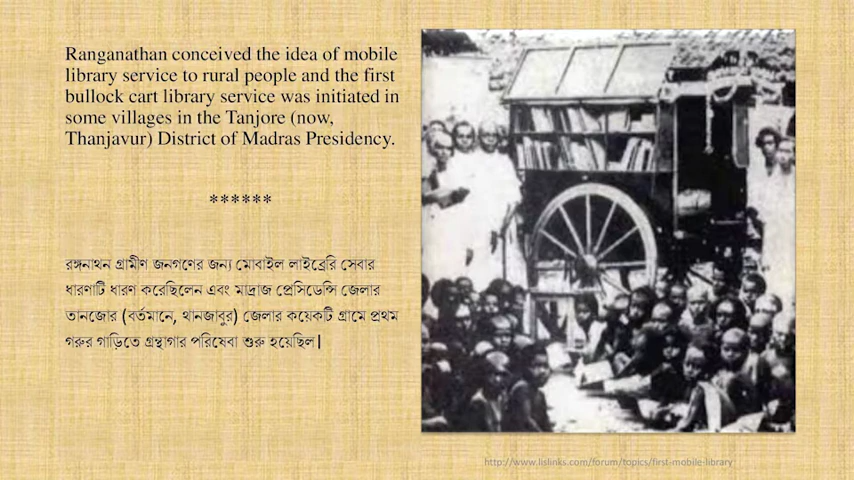 Ranganathan conceived the idea of mobile
library service to rural people and the first
bullock cart library service was initiated in
some villages in the Tanjore (now,
Thanjavur) District of Madras Presidency.
******
রঙ্গনাথন গ্রামীণ জনগণের জন্য মোবাইল লাইব্রেরি সেবার
ধারণাটি ধারণ করেছিলেন এবং মাদ্রাজ প্রেসিডেন্সি জেলার
তানজোর (বর্তমানে, থানজাবুর) জেলার কয়েকটি গ্রামে প্রথম
গরুর গাড়িতে গ্রন্থাগার পরিষেবা শুরু হয়েছিল|
http://www.lislinks.com/forum/topics/first-mobile-library